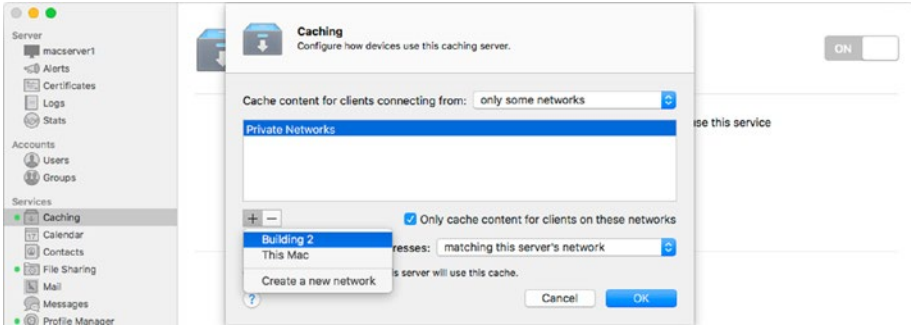 Server
macserver1
Alerts
Certificates
Logs
Stats
Accounts
Users
Groups
Services
Caching
Calendar
Contacts
File Sharing
Mail
Messages
Profile Manager
Caching
Configure how devices use this caching server.
ON
Cache content for clients connecting from: only some networks
Private Networks
use this service
+ −
Only cache content for clients on these networks
Building 2
This Mac
Create a new network
resses: matching this server's network
s server will use this cache.
?
Cancel
OK